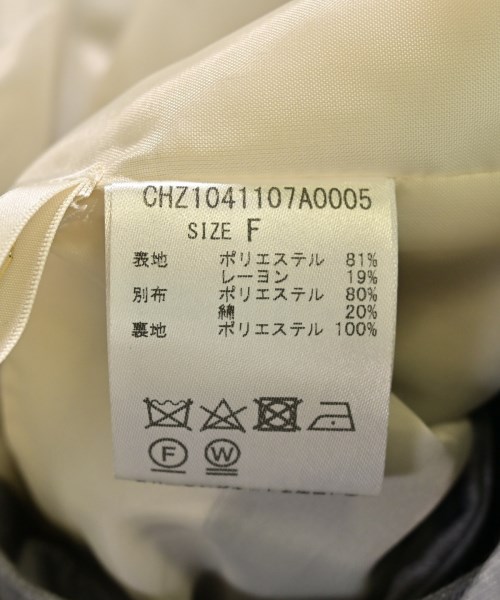 CHZ1041107A0005
SIZE F
表地 ポリエステル 81%
レーヨン 19%
別布 ポリエステル 80%
綿 20%
裏地 ポリエステル 100%
F W